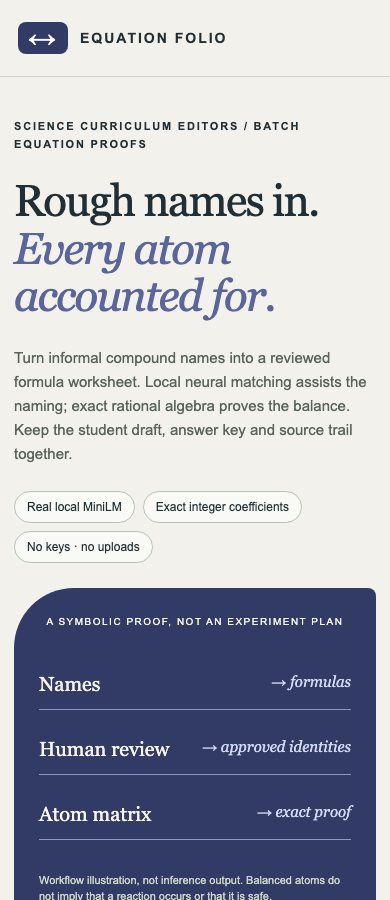 EQUATION FOLIO
SCIENCE CURRICULUM EDITORS / BATCH
EQUATION PROOFS
Rough names in.
Every atom
accounted for.
Turn informal compound names into a reviewed
formula worksheet. Local neural matching assists the
naming; exact rational algebra proves the balance.
Keep the student draft, answer key and source trail
together.
Real local MiniLM
Exact integer coefficients
No keys · no uploads
A SYMBOLIC PROOF, NOT AN EXPERIMENT PLAN
Names → formulas
Human review → approved identities
Atom matrix → exact proof
Workflow illustration, not inference output. Balanced atoms do
not imply that a reaction occurs or that it is safe.